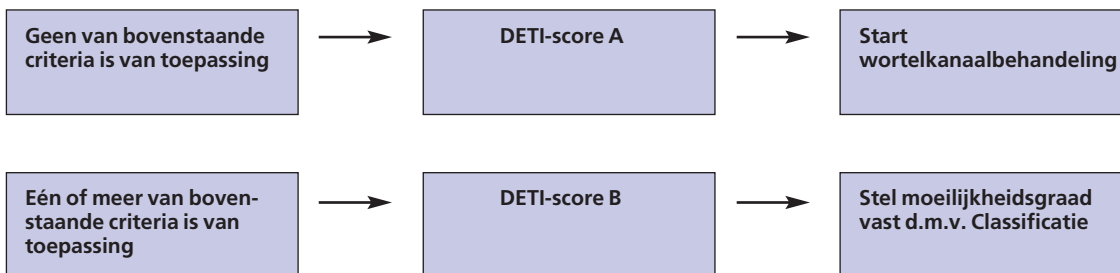 Geen van bovenstaande
criteria is van toepassing
DETI-score A
Start
wortelkanaalbehandeling
Eén of meer van boven-
staande criteria is van
toepassing
DETI-score B
Stel moeilijkheidsgraad
vast d.m.v. Classificatie